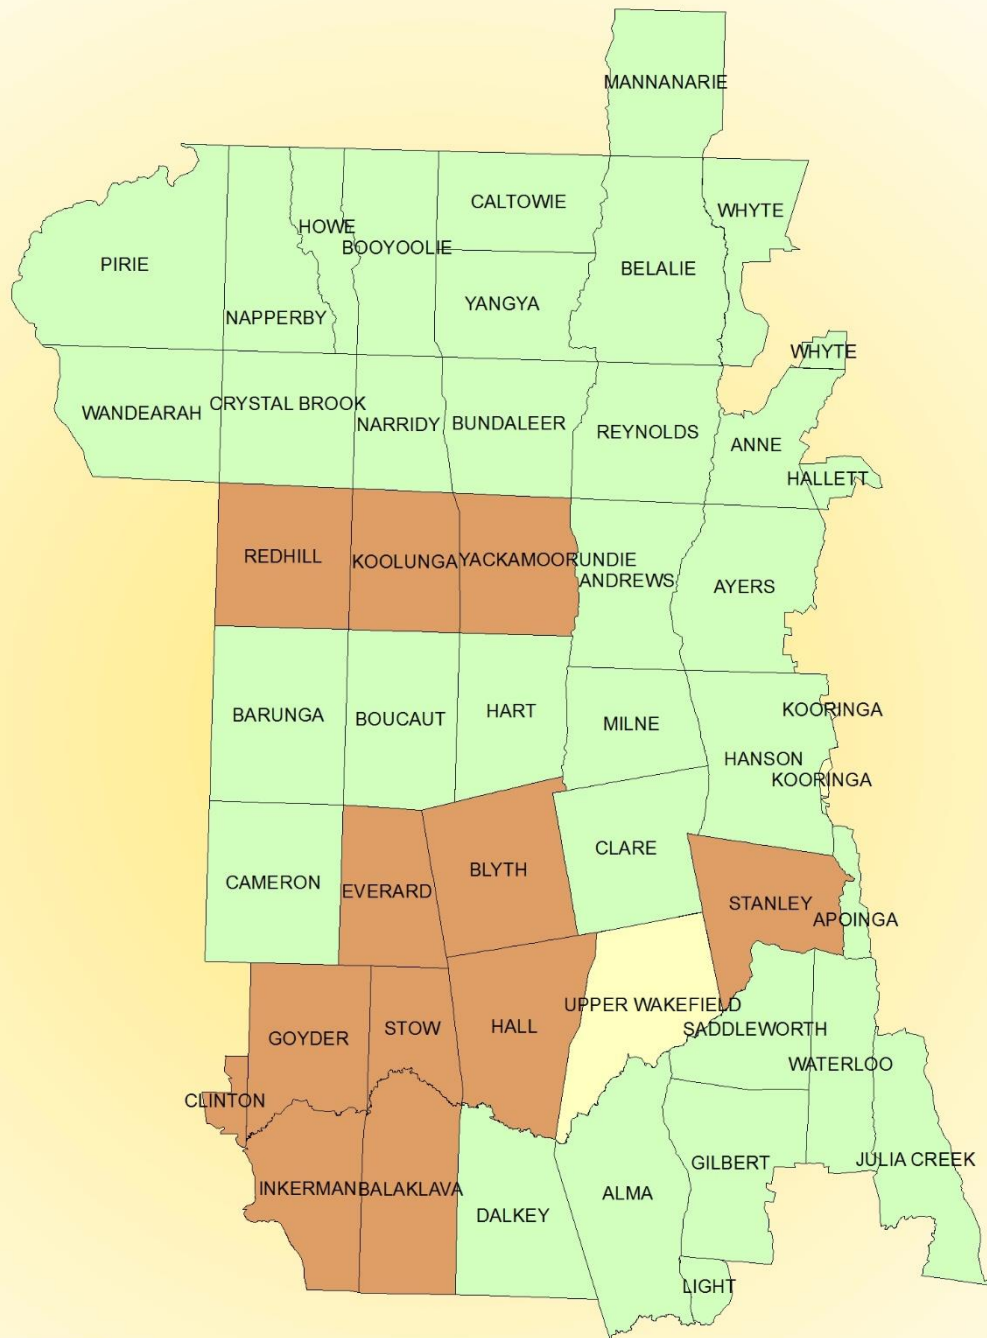 MANNANARIE
CALTOWIE
WHYTE
HOWE
BOOYOOLIE
PIRIE
BELALIE
YANGYA
NAPPERBY
WHYTE
CRYSTAL BROOK
WANDEARAH
NARRIDY
BUNDALEER
REYNOLDS
ANNE
HALLETT
REDHILL
KOOLUNGA
YACKAMOORUNDIE
ANDREWS
AYERS
BARUNGA
BOUCAUT
HART
MILNE
KOORINGA
HANSON
KOORINGA
CLARE
CAMERON
EVERARD
BLYTH
STANLEY
APOINGA
UPPER WAKEFIELD
GOYDER
STOW
HALL
SADDLEWORTH
WATERLOO
CLINTON
GILBERT
JULIA CREEK
INKERMAN
BALAKLAVA
ALMA
DALKEY
LIGHT